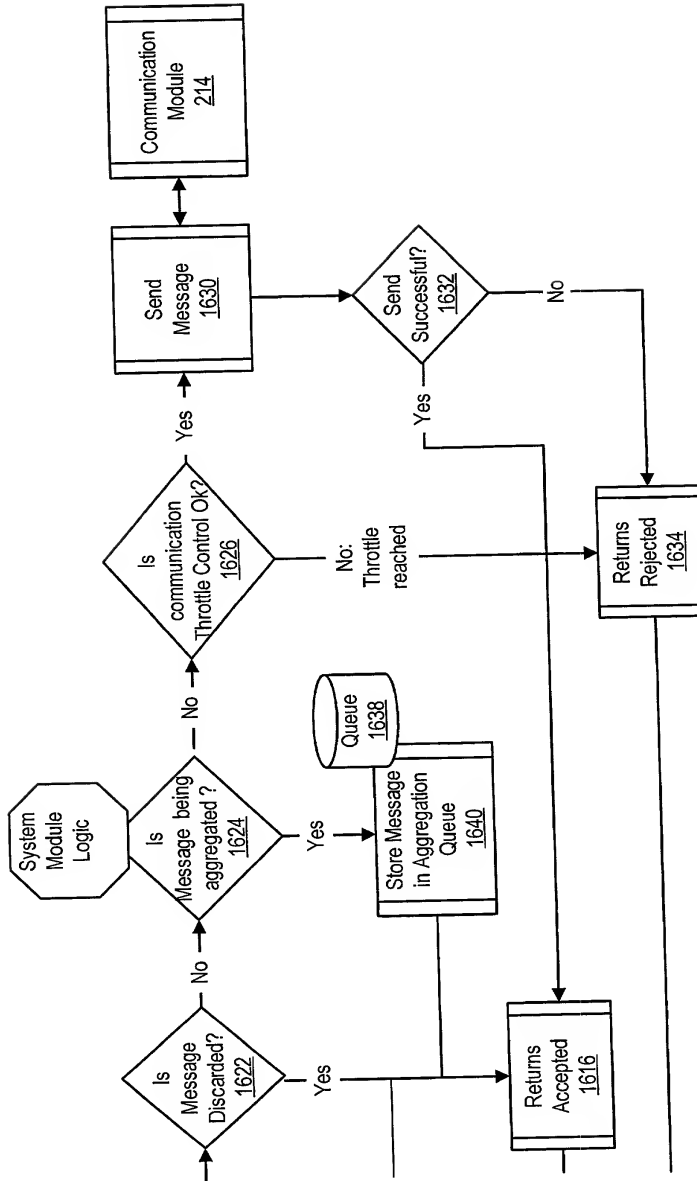 System
Module
Logic
Is
Message
Discarded?
1622
No
Yes
Is
Message being
aggregated ?
1624
No
Yes
Is
communication
Throttle Control Ok?
1626
Yes
No:
Throttle
reached
Send
Message
1630
Communication
Module
214
Queue
1638
Store Message
in Aggregation
Queue
1640
Send
Successful?
1632
Yes
No
Returns
Accepted
1616
Returns
Rejected
1634